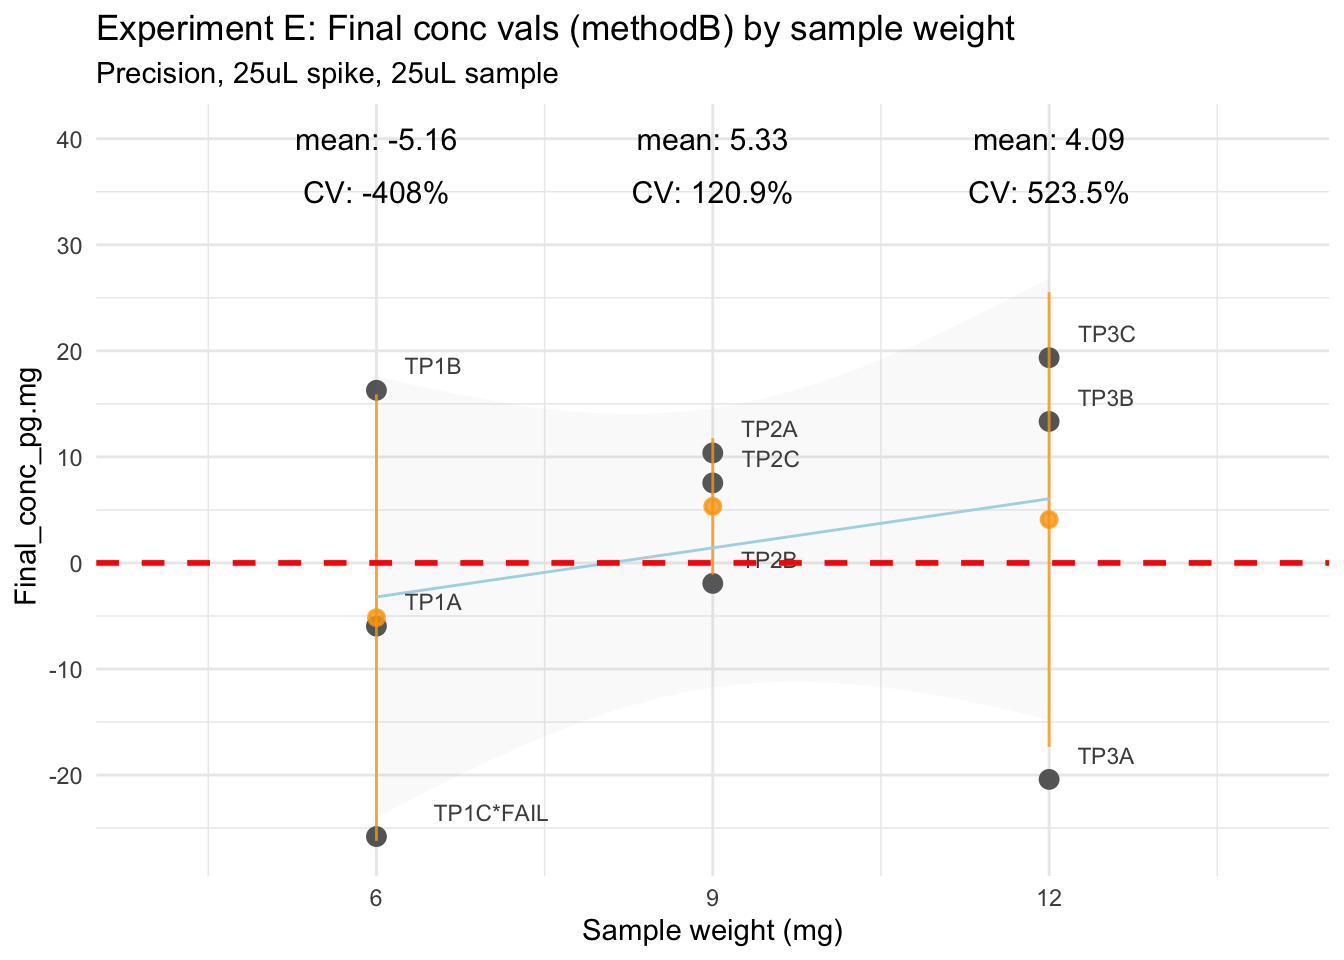 Experiment E: Final conc vals (methodB) by sample weight
Precision, 25uL spike, 25uL sample
40
mean: -5.16
mean: 5.33
mean: 4.09
CV: -408%
CV: 120.9%
CV: 523.5%
30
20
TP3C
TP1B
TP3B
TP2A
10
TP2C
0
TP2B
TP1A
-10
-20
TP3A
TP1C*FAIL
Final_conc_pg.mg
6
9
12
Sample weight (mg)